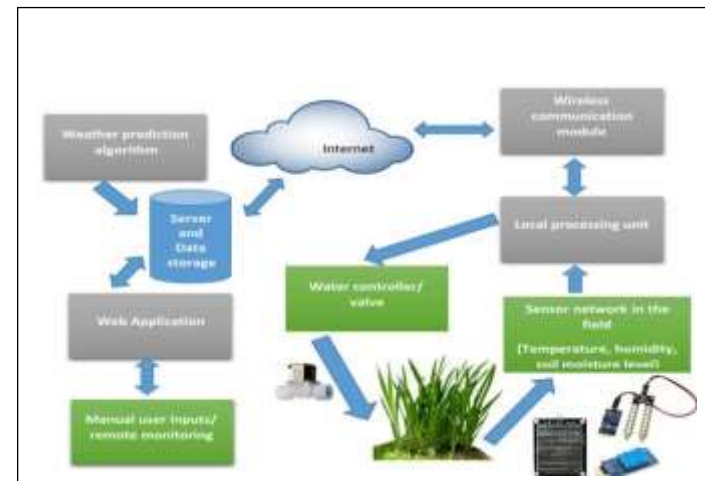 Weather prediction
algorithm
Internet
Wireless
communication
module
Server
and
Data
storage
Local processing unit
Water controller/
valve
Web Application
Sensor network in the
field
(Temperature, humidity,
soil moisture level)
Manual user inputs/
remote monitoring